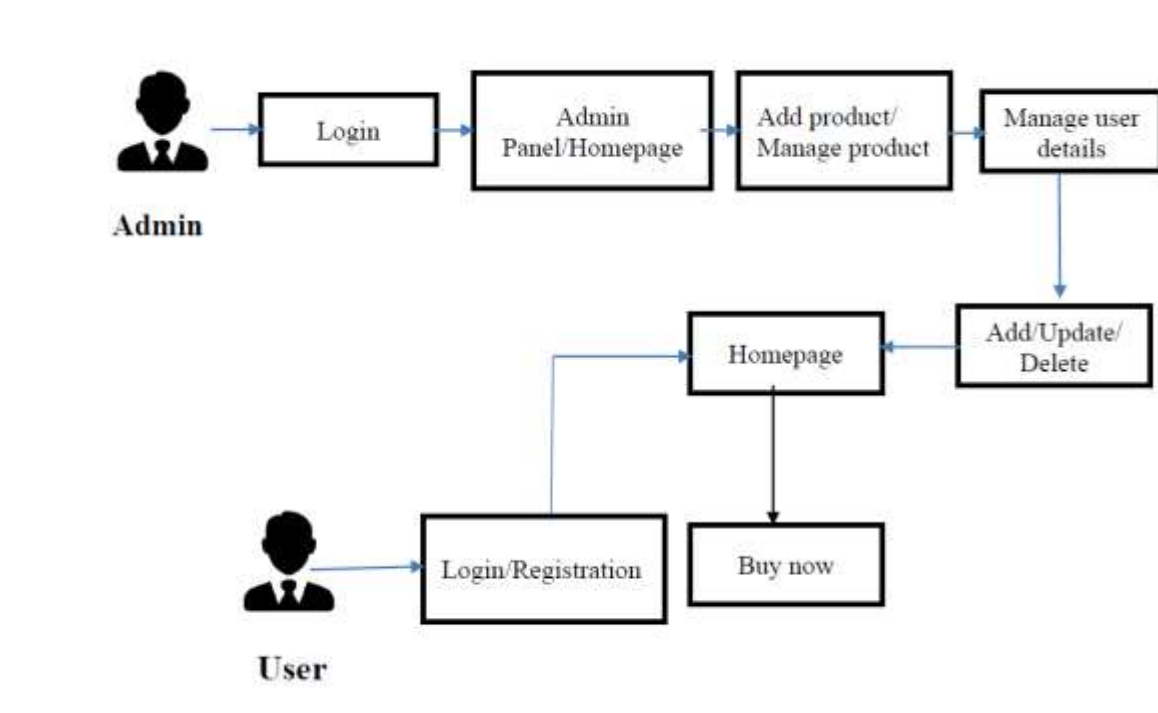 Login
Admin
Panel/Homepage
Add product/
Manage product
Manage user
details
Admin
Homepage
Add/Update/
Delete
Login/Registration
Buy now
User